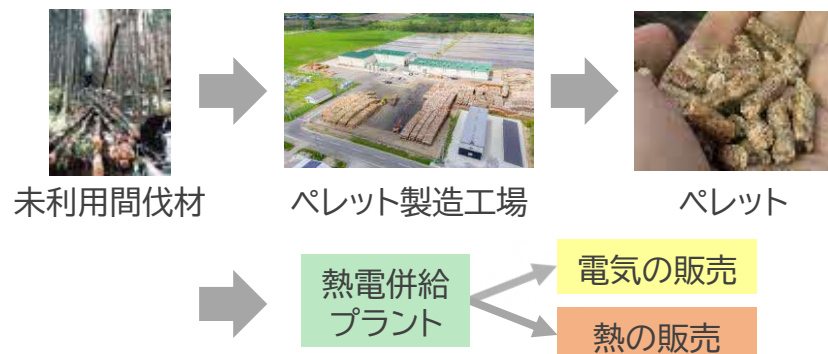 未利用間伐材
ペレット製造工場
ペレット
熱電併給
プラント
電気の販売
熱の販売